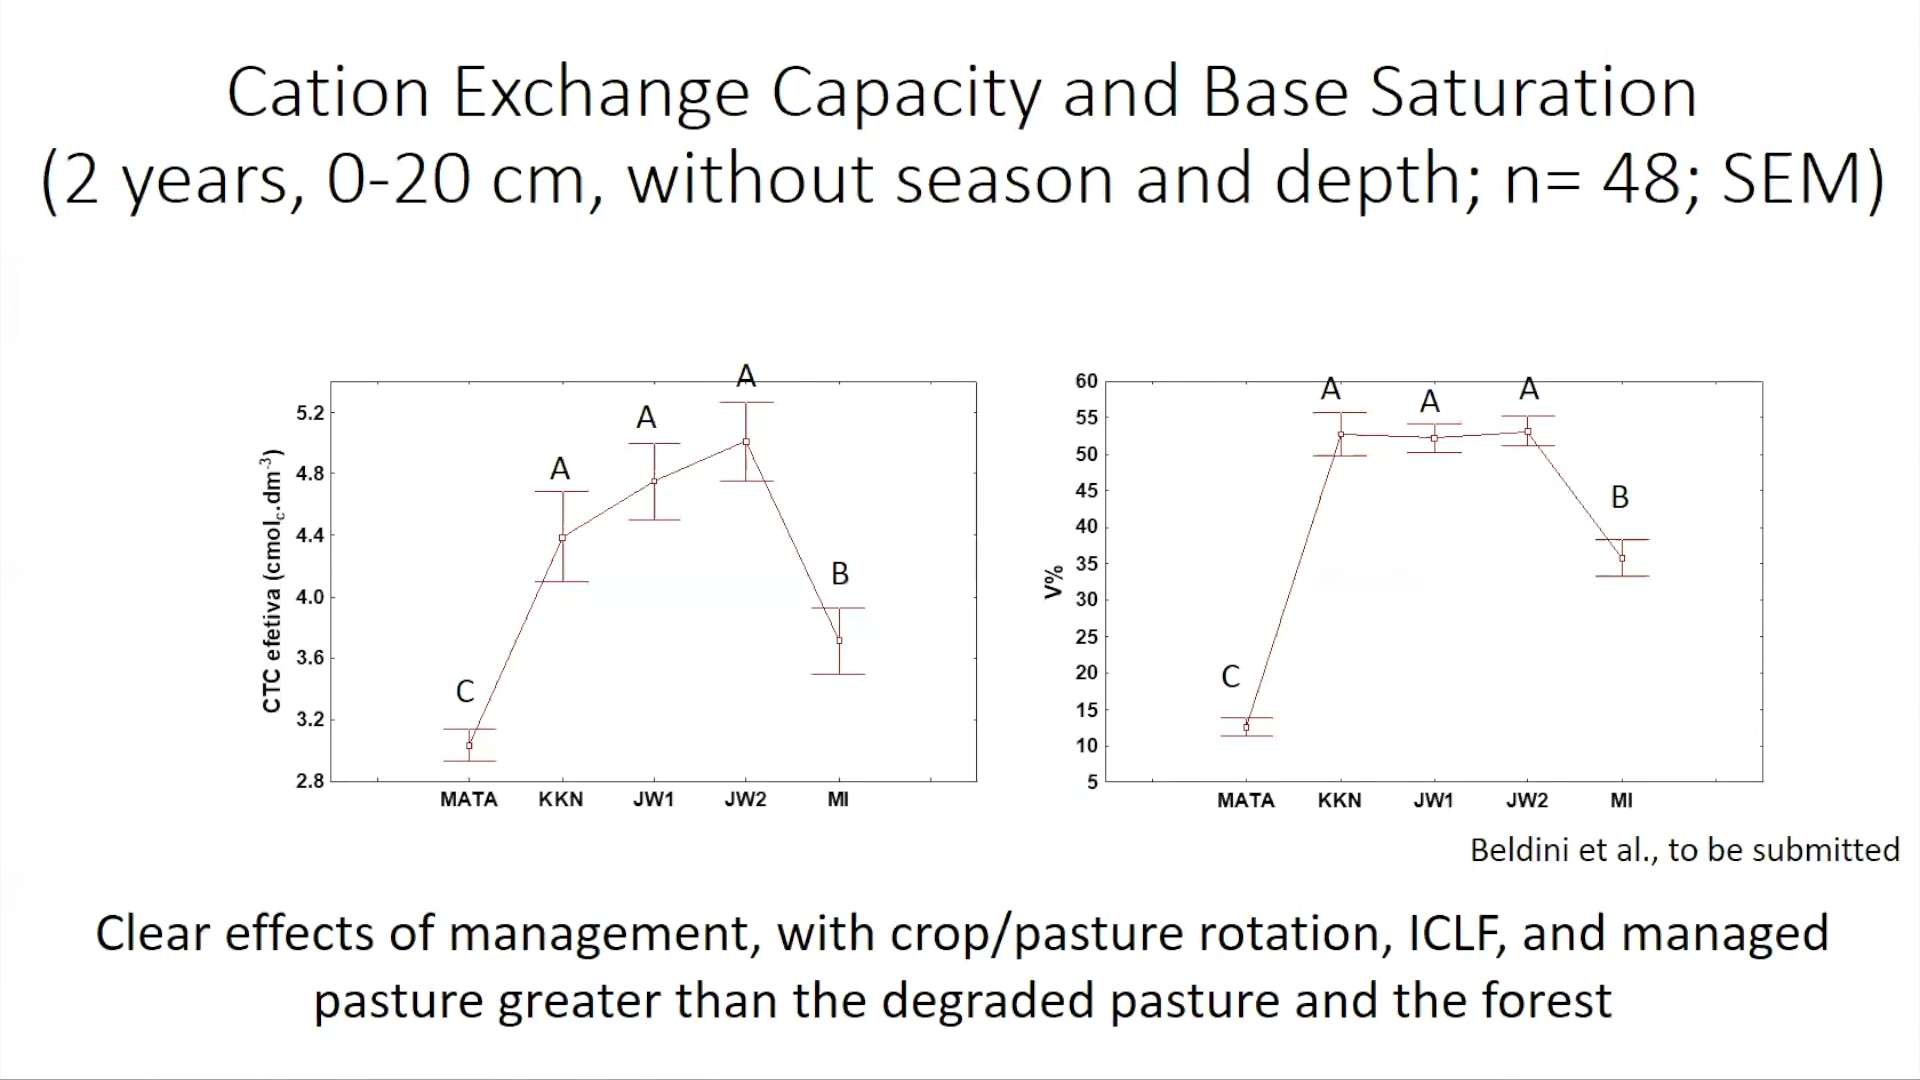 Cation Exchange Capacity and Base Saturation
(2 years, 0-20 cm, without season and depth; n= 48; SEM)
CTC efetiva (cmolc.dm-3)
5.2
4.8
4.4
4.0
3.6
3.2
2.8
C
A
A
A
B
MATA KKN JW1 JW2 MI
V%
60
55
50
45
40
35
30
25
20
15
10
5
C
A
A
A
B
MATA KKN JW1 JW2 MI
Beldini et al., to be submitted
Clear effects of management, with crop/pasture rotation, ICLF, and managed
pasture greater than the degraded pasture and the forest